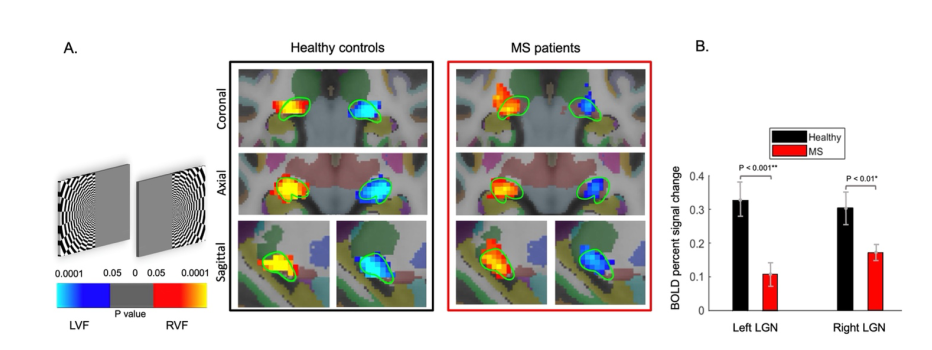 A.
Healthy controls
MS patients
Coronal
Axial
Sagittal
0.0001 0.05 0 0.05 0.0001
P value
LVF RVF
B.
Healthy
MS
P < 0.001**
P < 0.01*
BOLD percent signal change
0.4
0.3
0.2
0.1
0
Left LGN Right LGN